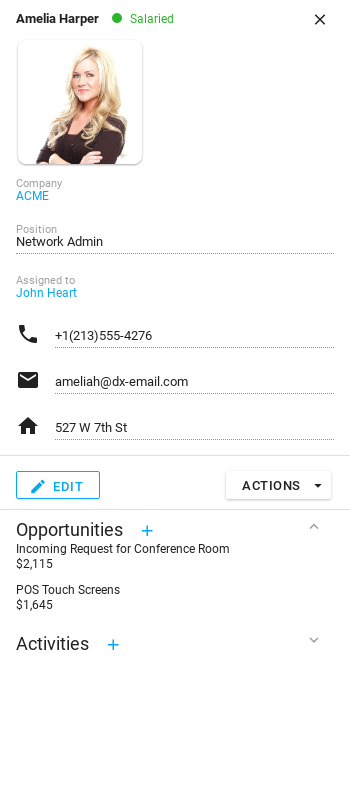 Amelia Harper
Salaried
Company
ACME
Position
Network Admin
Assigned to
John Heart
+1(213)555-4276
ameliah@dx-email.com
527 W 7th St
EDIT
ACTIONS
Opportunities
Incoming Request for Conference Room
$2,115
POS Touch Screens
$1,645
Activities